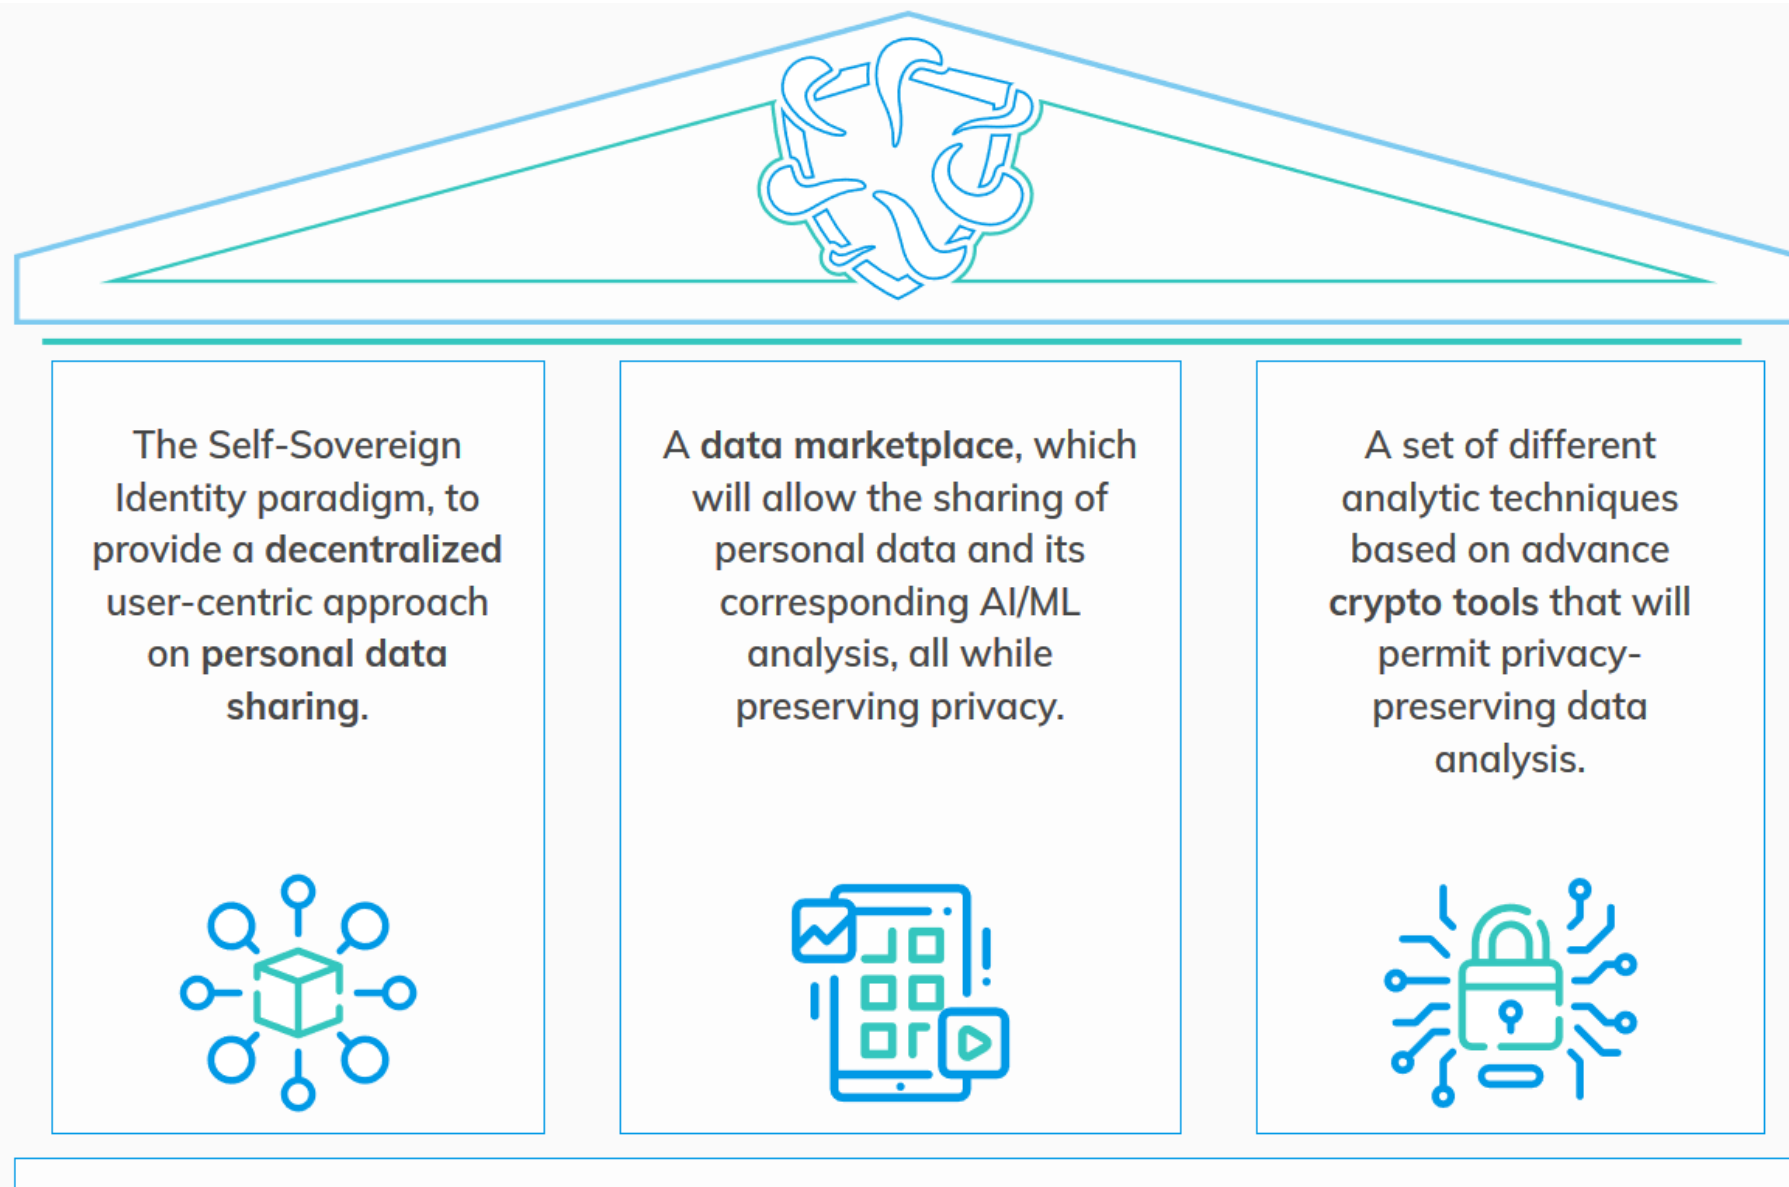 The Self-Sovereign
Identity paradigm, to
provide a decentralized
user-centric approach
on personal data
sharing.
A data marketplace, which
will allow the sharing of
personal data and its
corresponding AI/ML
analysis, all while
preserving privacy.
A set of different
analytic techniques
based on advance
crypto tools that will
permit privacy-
preserving data
analysis.